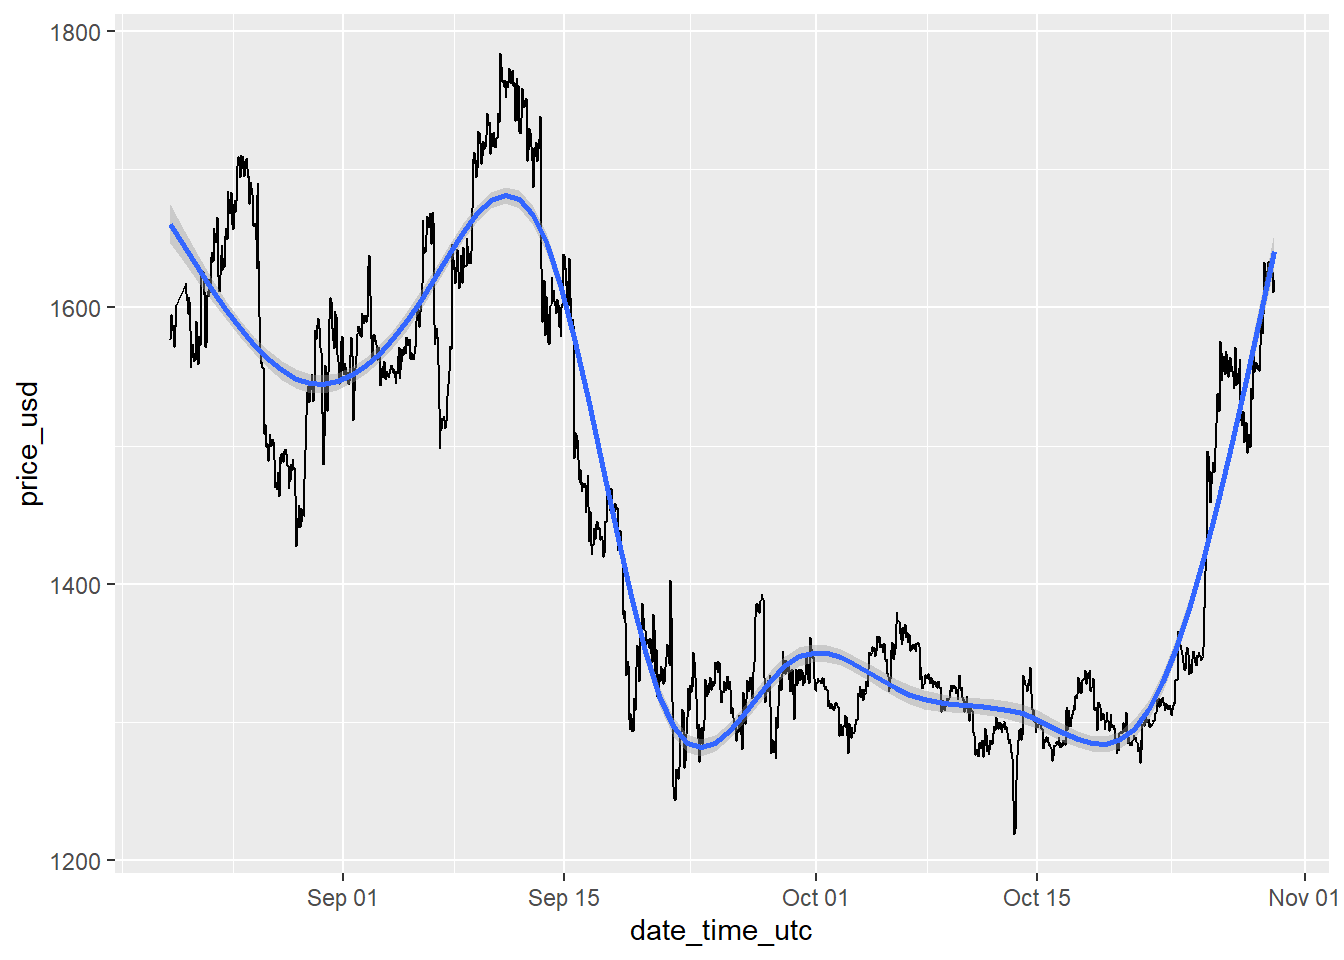 1800
1600
1400
1200
price_usd
Sep 01
Sep 15
Oct 01
Oct 15
Nov 01
date_time_utc